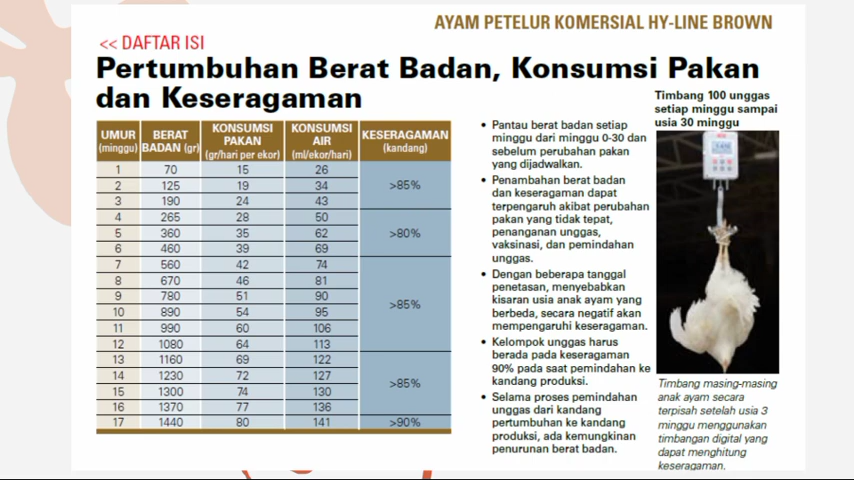 AYAM PETELUR KOMERSIAL HY-LINE BROWN
<< DAFTAR ISI
Pertumbuhan Berat Badan, Konsumsi Pakan
dan Keseragaman
UMUR (minggu) BERAT BADAN (gr) KONSUMSI PAKAN (gr/hari per ekor) KONSUMSI AIR (ml/ekor/hari) KESERAGAMAN (kandang)
1 70 15 26
2 125 19 34 >85%
3 190 24 43
4 265 28 50
5 360 35 62 >80%
6 460 39 69
7 560 42 74
8 670 46 81
9 780 51 90
10 890 54 95 >85%
11 990 60 106
12 1080 64 113
13 1160 69 122
14 1230 72 127
15 1300 74 130 >85%
16 1370 77 136
17 1440 80 141 >90%
• Pantau berat badan setiap
minggu dari minggu 0-30 dan
sebelum perubahan pakan
yang dijadwalkan.
• Penambahan berat badan
dan keseragaman dapat
terpengaruh akibat perubahan
pakan yang tidak tepat,
penanganan unggas,
vaksinasi, dan pemindahan
unggas.
• Dengan beberapa tanggal
penetasan, menyebabkan
kisaran usia anak ayam yang
berbeda, secara negatif akan
mempengaruhi keseragaman.
• Kelompok unggas harus
berada pada keseragaman
90% pada saat pemindahan ke
kandang produksi.
• Selama proses pemindahan
unggas dari kandang
pertumbuhan ke kandang
produksi, ada kemungkinan
penurunan berat badan.
Timbang 100 unggas
setiap minggu sampai
usia 30 minggu
Timbang masing-masing
anak ayam secara
terpisah setelah usia 3
minggu menggunakan
timbangan digital yang
dapat menghitung
keseragaman.